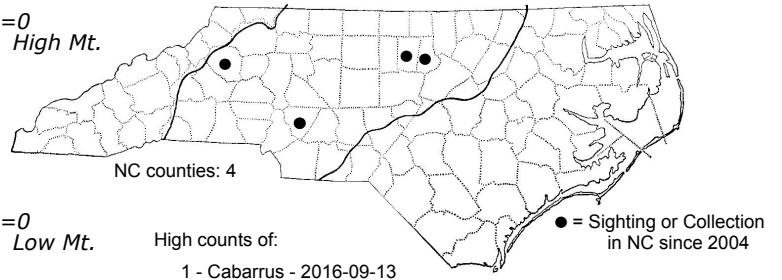 =0
High Mt.
NC counties: 4
=0
Low Mt.
High counts of:
1 - Cabarrus - 2016-09-13
● = Sighting or Collection
in NC since 2004